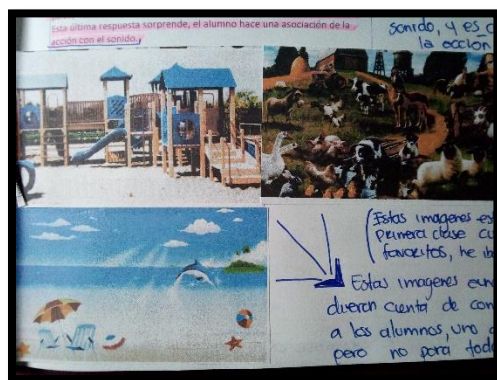 Esta última respuesta sorprende, el alumno hace una asociación de la
acción con el sonido.
sonido, y es
la acción
Estas imagenes es
primera clase
favoritos, he
Estas imagenes
dieron cuenta de
a los alumnos, uno
pero no para